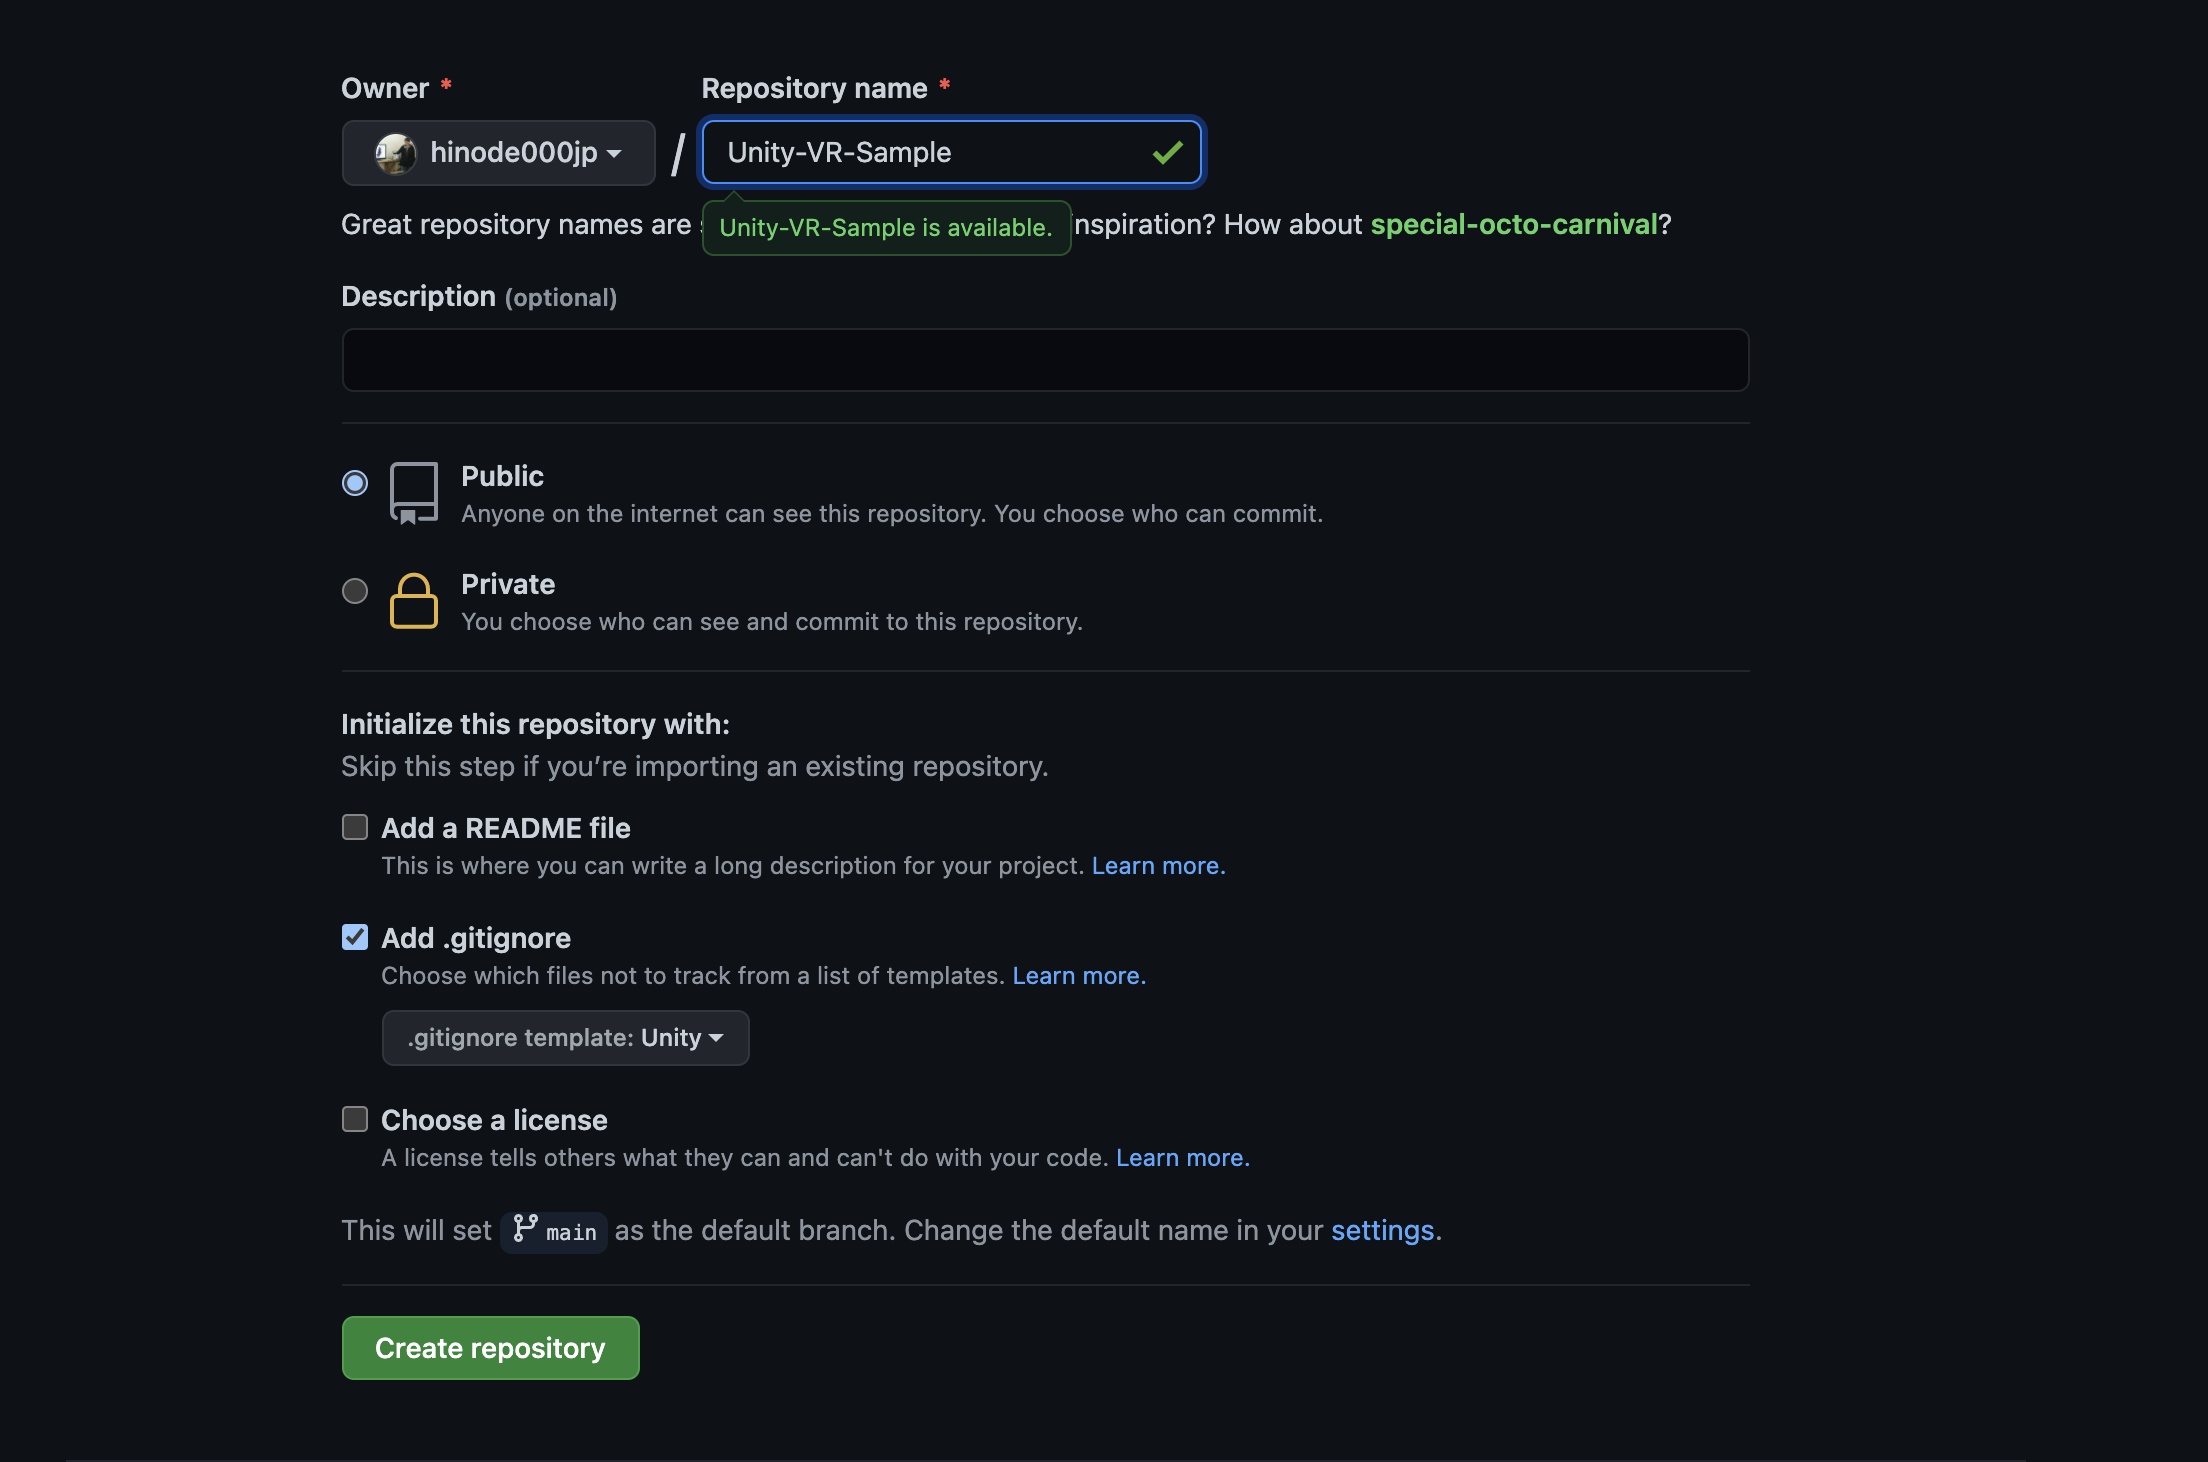 Owner *
Repository name *
hinode000jp
/
Unity-VR-Sample
Great repository names are
Unity-VR-Sample is available.
nspiration? How about special-octo-carnival?
Description (optional)
Public
Anyone on the internet can see this repository. You choose who can commit.
Private
You choose who can see and commit to this repository.
Initialize this repository with:
Skip this step if you’re importing an existing repository.
Add a README file
This is where you can write a long description for your project. Learn more.
Add .gitignore
Choose which files not to track from a list of templates. Learn more.
.gitignore template: Unity
Choose a license
A license tells others what they can and can't do with your code. Learn more.
This will set main as the default branch. Change the default name in your settings.
Create repository